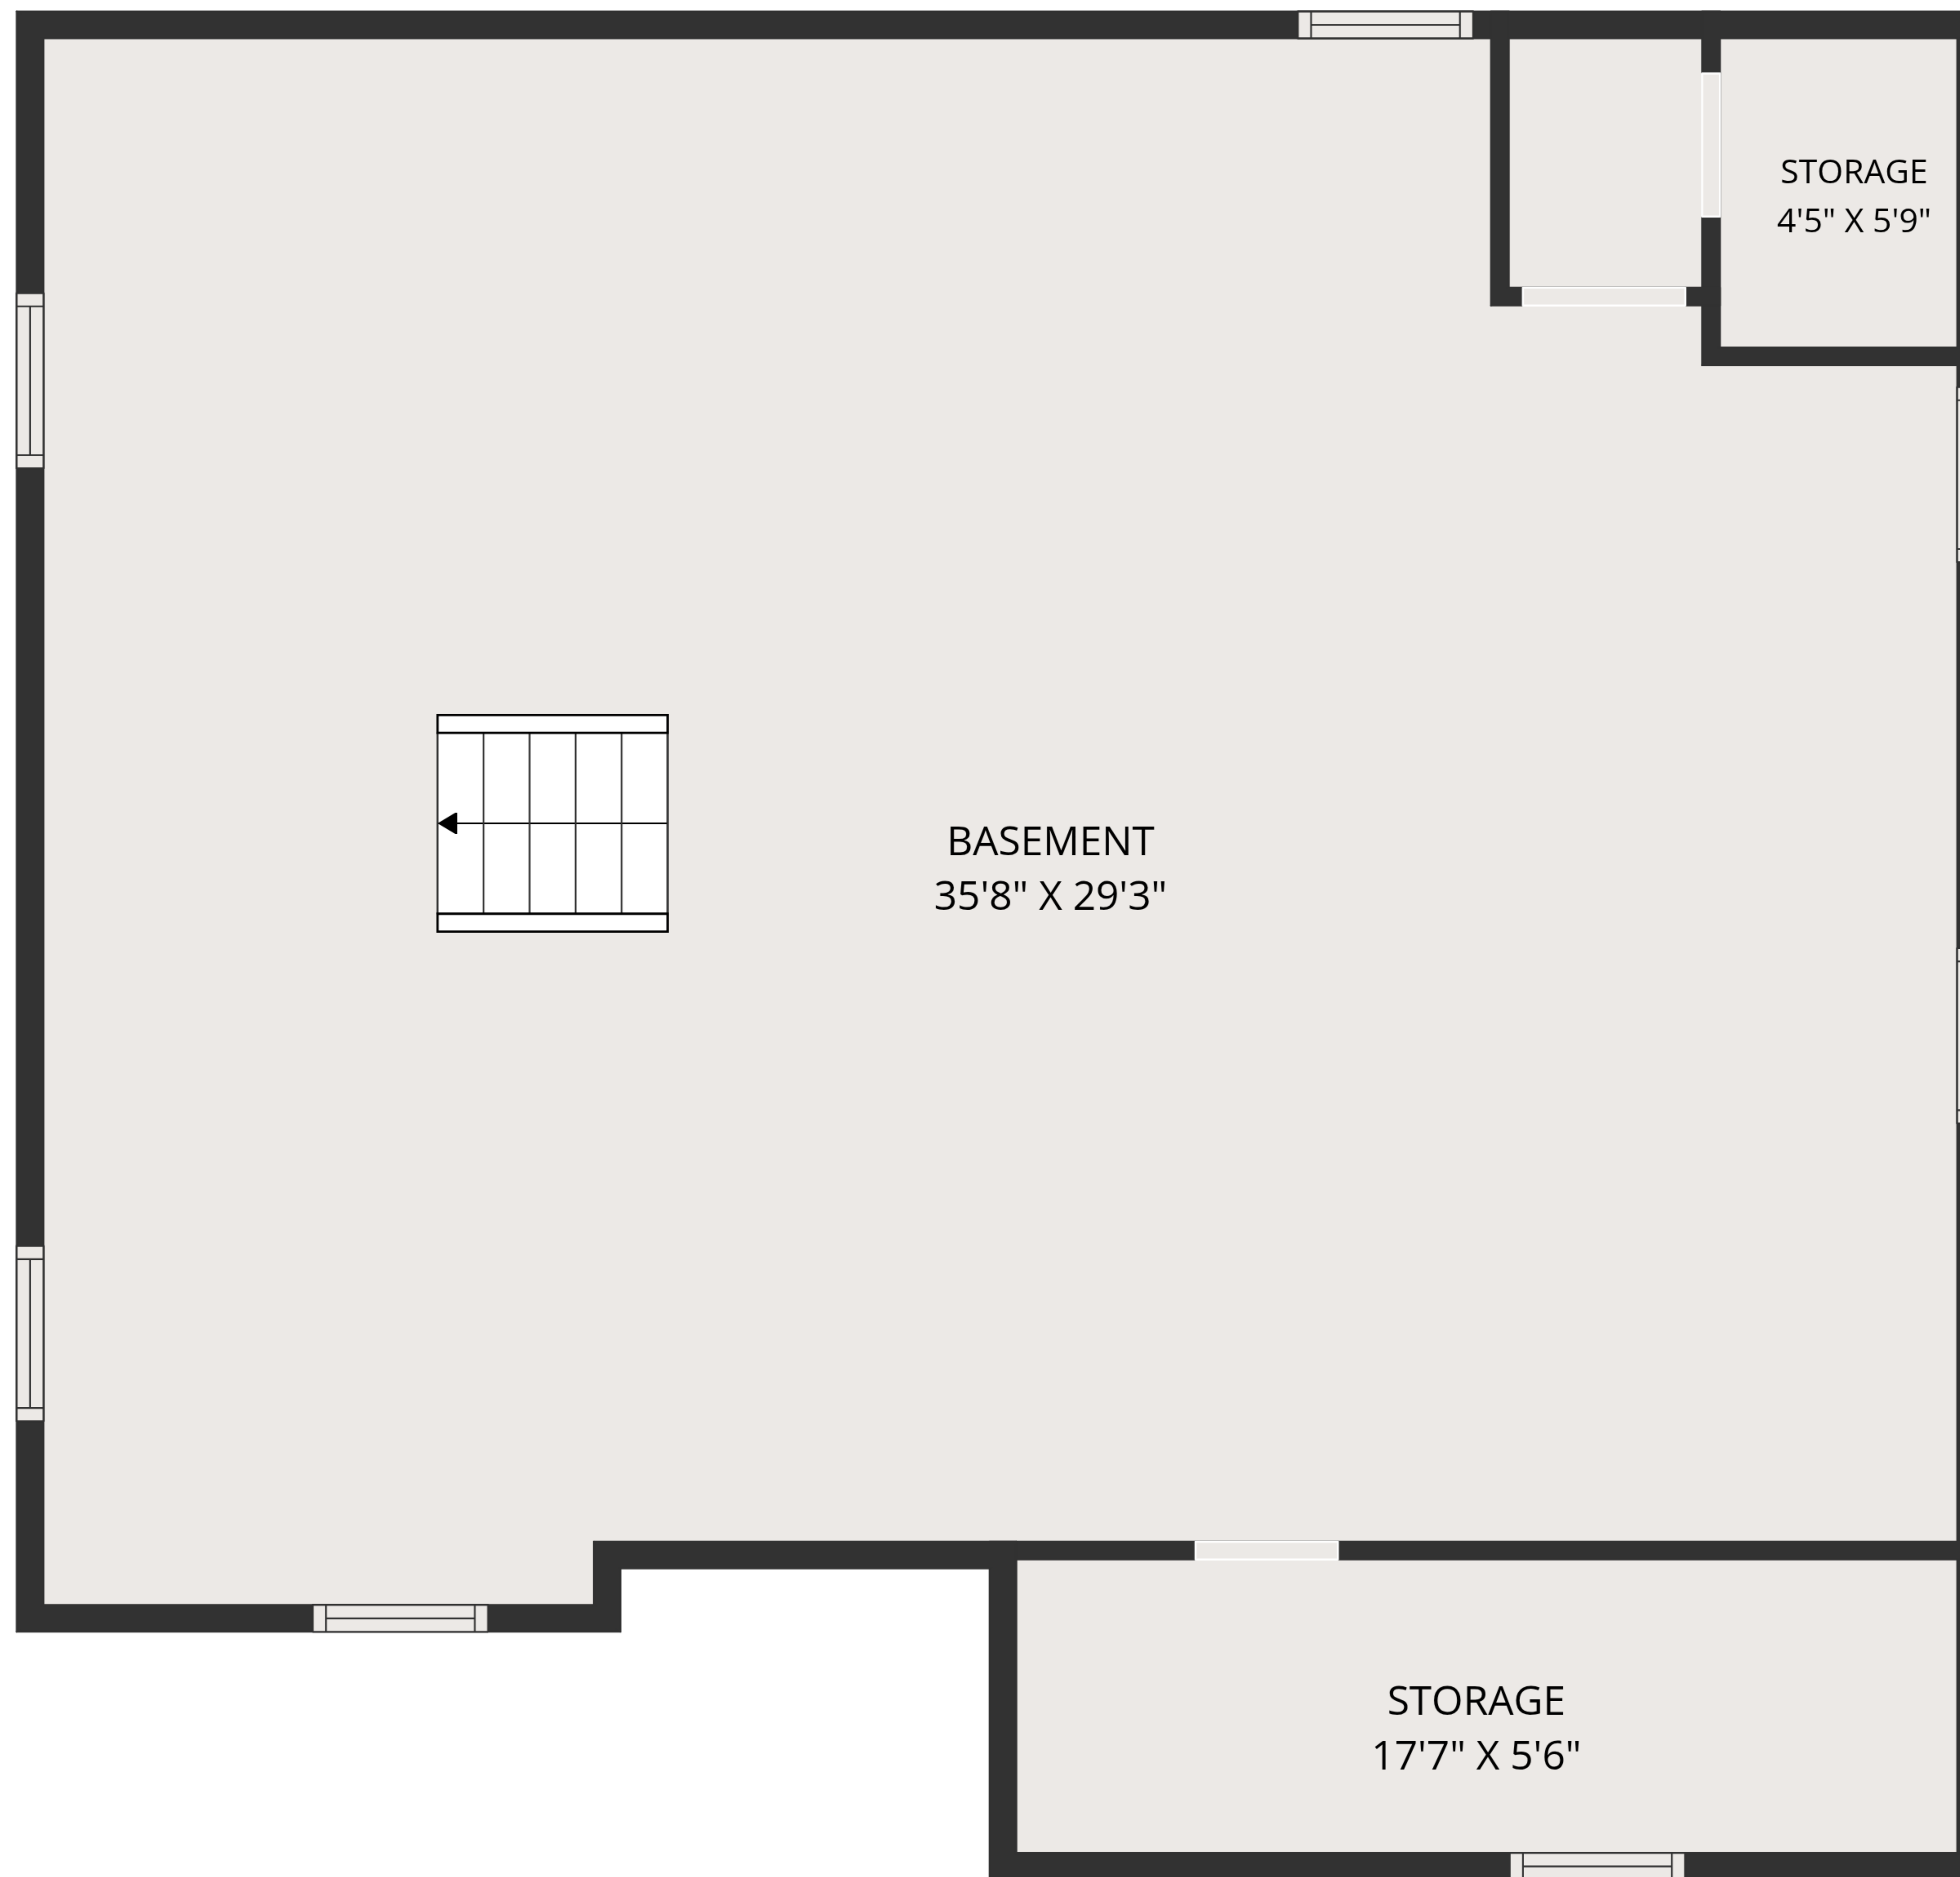 STORAGE
4'5" X 5'9"
BASEMENT
35'8" X 29'3"
STORAGE
17'7" X 5'6"